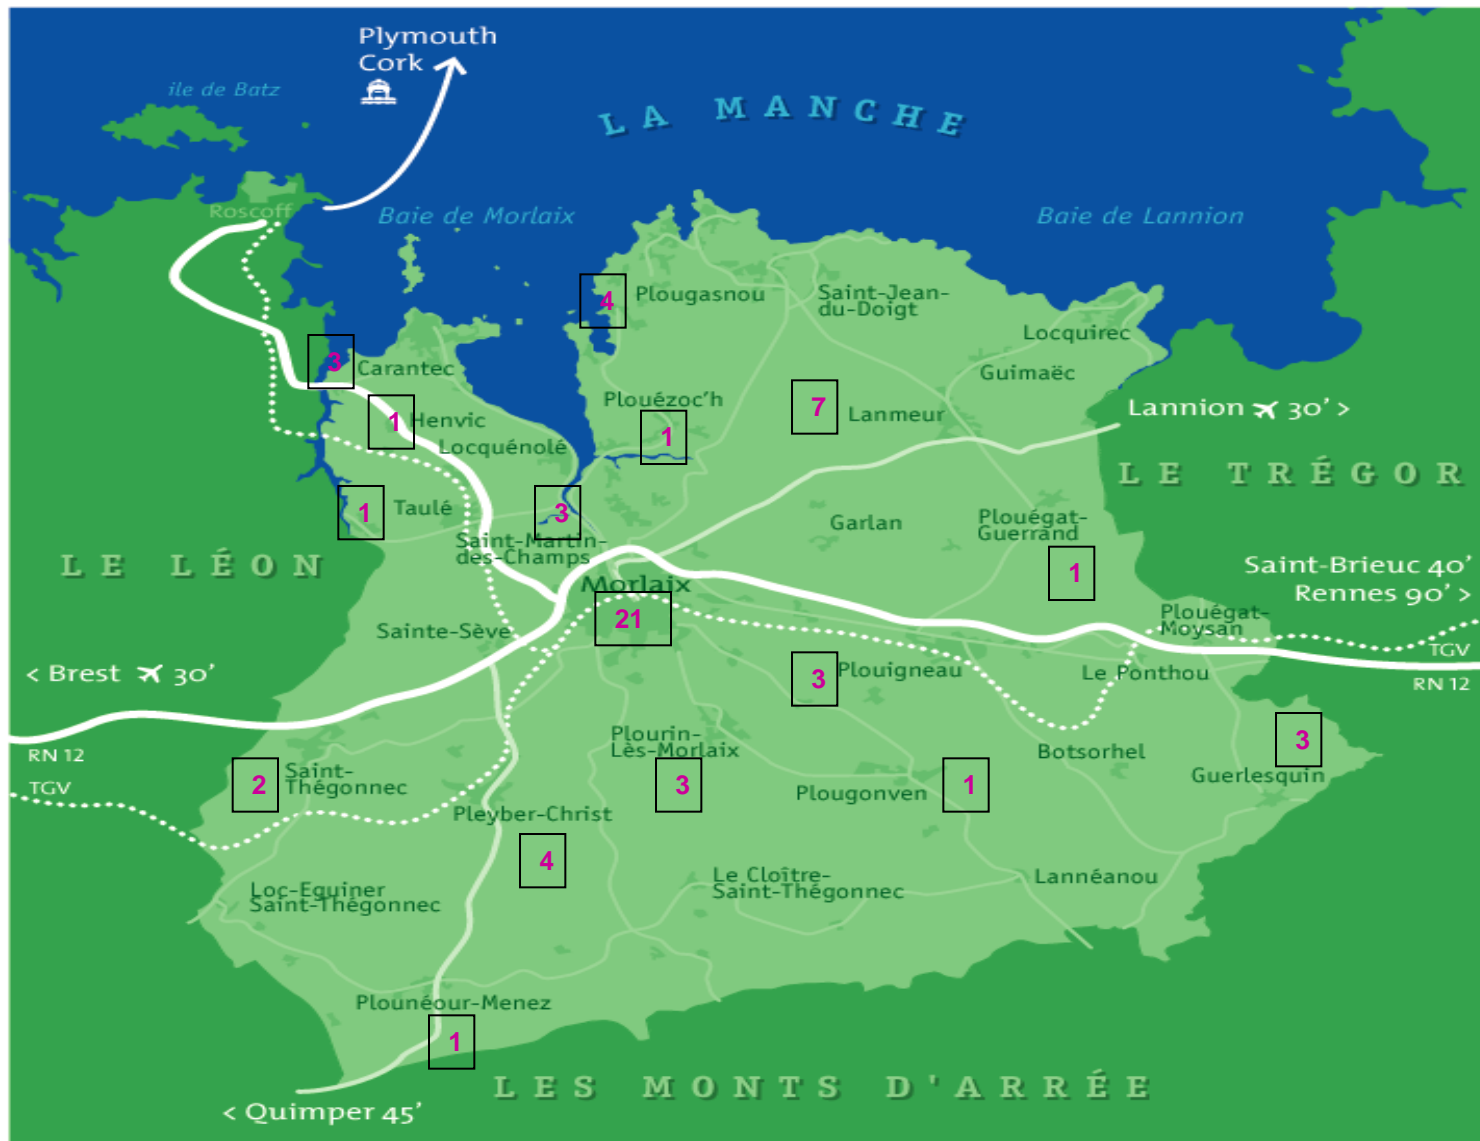 Plymouth
Cork
ile de Batz
LA MANCHE
Roscoff
Baie de Morlaix
Baie de Lannion
4
Plougasnou
Saint-Jean-
du-Doigt
Locquirec
3
Carantec
Guimaëc
1
Henvic
Plouézoc'h
7
Lanmeur
Lannion 30' >
Locquénolé
1
LE TRÉGOR
1
Taulé
3
Garlan
Plouégat-
Guerrand
Saint-Martin-
des-Champs
LE LÉON
1
Saint-Brieuc 40'
Rennes 90' >
Morlaix
21
Plouégat-
Moysan
Sainte-Sève
TGV
< Brest 30'
3
Plouigneau
Le Ponthou
RN 12
RN 12
Plourin-
Lès-Morlaix
Botsorhel
3
TGV
2
Saint-
Thégonnec
3
Plougonven
1
Guerlesquin
Pleyber-Christ
4
Loc-Eguiner
Saint-Thégonnec
Le Cloître-
Saint-Thégonnec
Lannéanou
Plounéour-Menez
1
LES MONTS D'ARRÉE
< Quimper 45'